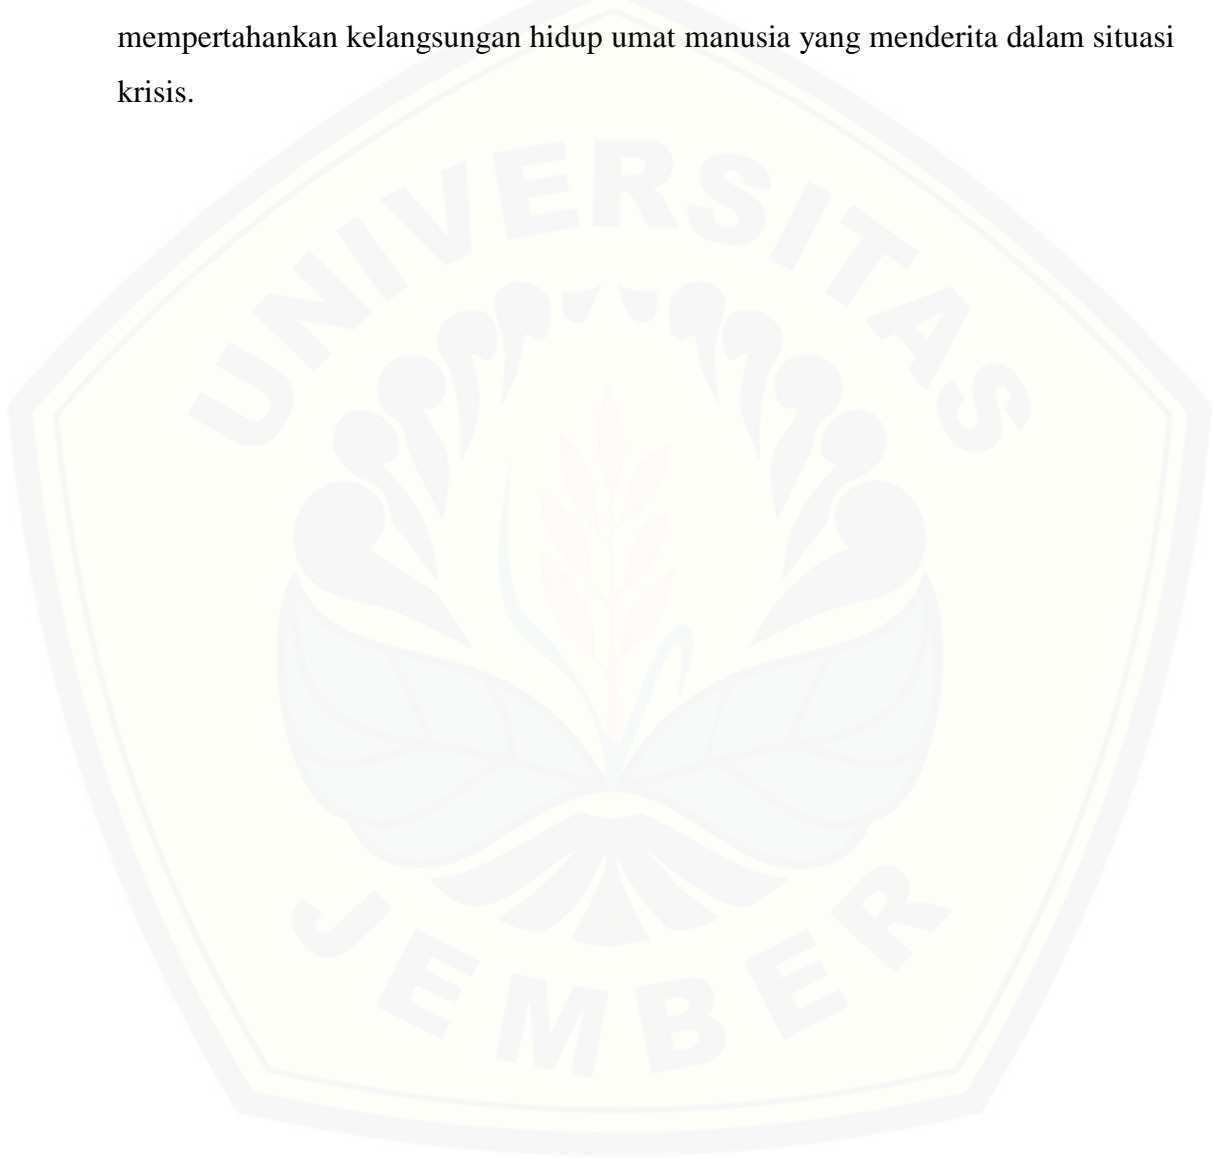 mempertahankan kelangsungan hidup umat manusia yang menderita dalam situasi
krisis.
UNIVERSITAS
JEMBER